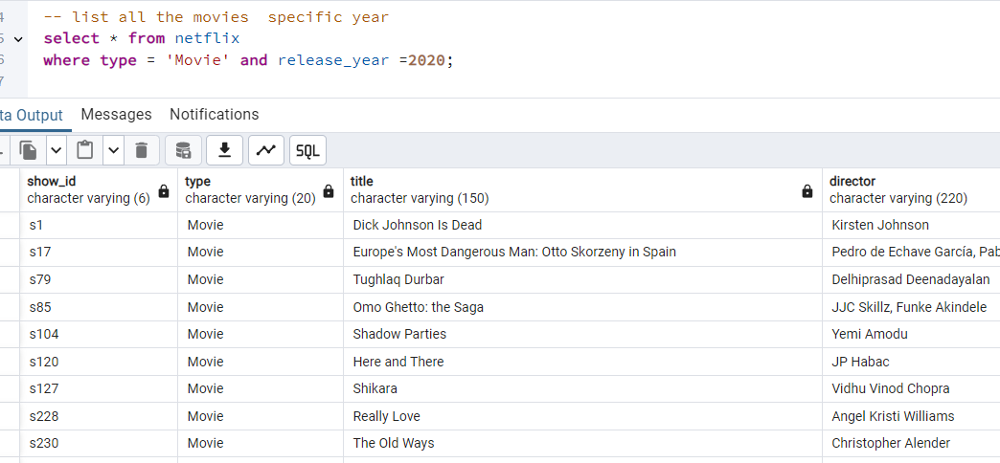 4 -- list all the movies  specific year
5 select * from netflix
6 where type = 'Movie' and release_year =2020;
7
ta Output Messages Notifications
SQL
show_id type title director
character varying (6) character varying (20) character varying (150) character varying (220)
s1 Movie Dick Johnson Is Dead Kirsten Johnson
s17 Movie Europe's Most Dangerous Man: Otto Skorzeny in Spain Pedro de Echave García, Pab
s79 Movie Tughlaq Durbar Delhiprasad Deenadayalan
s85 Movie Omo Ghetto: the Saga JJC Skillz, Funke Akindele
s104 Movie Shadow Parties Yemi Amodu
s120 Movie Here and There JP Habac
s127 Movie Shikara Vidhu Vinod Chopra
s228 Movie Really Love Angel Kristi Williams
s230 Movie The Old Ways Christopher Alender